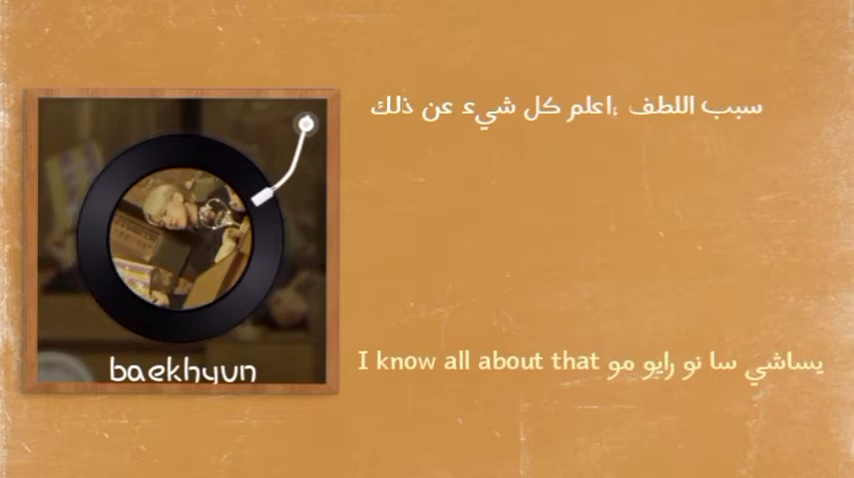 سبب اللطف ،اعلم كل شيء عن ذلك
I know all about that يساشي سا نو رايو مو
baekhyun